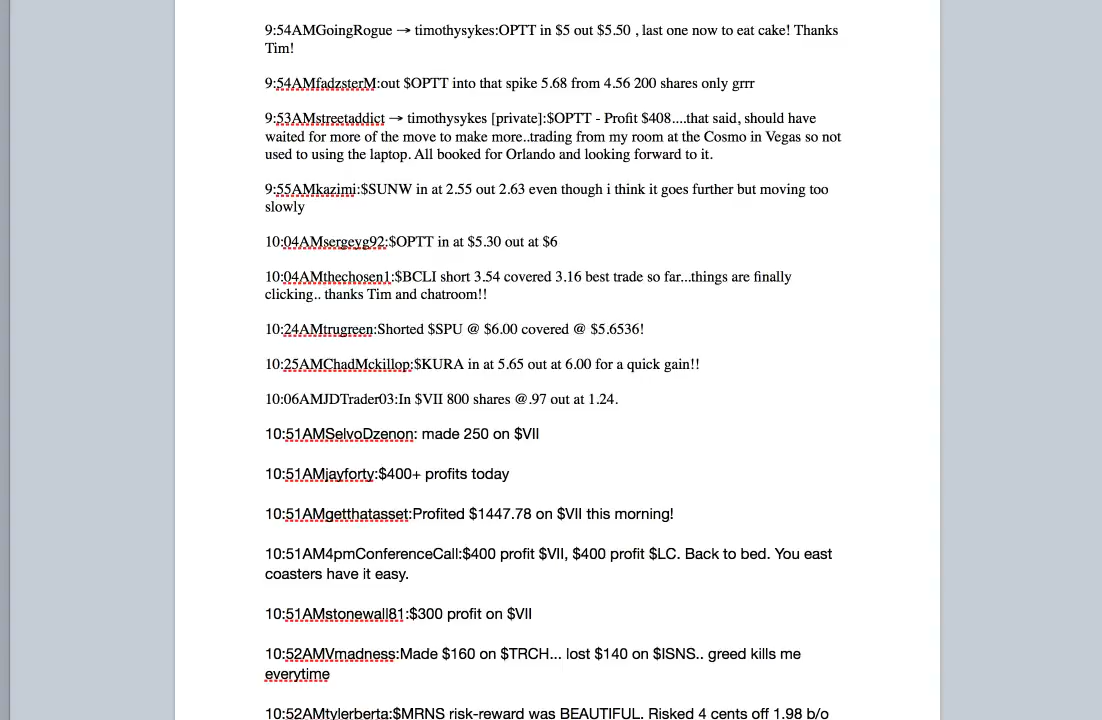 9:54AMGoingRogue → timothysykes:OPTT in $5 out $5.50 , last one now to eat cake! Thanks
Tim!
9:54AMfadzsterM:out $OPTT into that spike 5.68 from 4.56 200 shares only grrr
9:53AMstreetaddict → timothysykes [private]:$OPTT - Profit $408....that said, should have
waited for more of the move to make more..trading from my room at the Cosmo in Vegas so not
used to using the laptop. All booked for Orlando and looking forward to it.
9:55AMkazimi:$SUNW in at 2.55 out 2.63 even though i think it goes further but moving too
slowly
10:04AMsergeyg92:$OPTT in at $5.30 out at $6
10:04AMthechosen1:$BCLI short 3.54 covered 3.16 best trade so far...things are finally
clicking.. thanks Tim and chatroom!!
10:24AMtrugreen:Shorted $SPU @ $6.00 covered @ $5.6536!
10:25AMChadMckillop:$KURA in at 5.65 out at 6.00 for a quick gain!!
10:06AMJDTrader03:In $VII 800 shares @.97 out at 1.24.
10:51AMSelvoDzenon: made 250 on $VII
10:51AMjayforty:$400+ profits today
10:51AMgetthatasset:Profited $1447.78 on $VII this morning!
10:51AM4pmConferenceCall:$400 profit $VII, $400 profit $LC. Back to bed. You east
coasters have it easy.
10:51AMstonewall81:$300 profit on $VII
10:52AMVmadness:Made $160 on $TRCH... lost $140 on $ISNS.. greed kills me
everytime
10:52AMtylerberta:$MRNS risk-reward was BEAUTIFUL. Risked 4 cents off 1.98 b/o